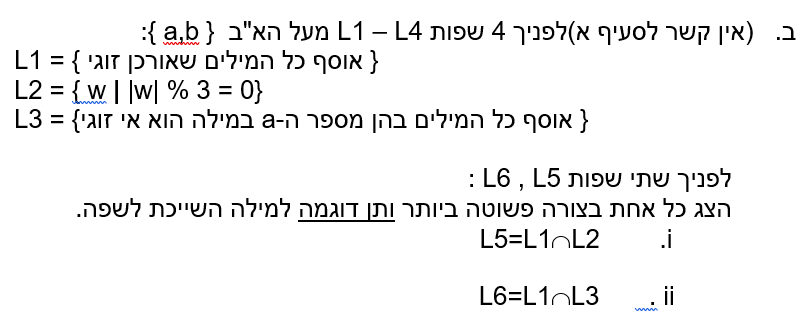 ב. (אין קשר לסעיף א)לפניך 4 שפות L1 – L4 מעל הא"ב { a,b }:
L1 = { אוסף כל המילים שאורכן זוגי }
L2 = { w | |w| % 3 = 0}
L3 = {אוסף כל המילים בהן מספר ה-a במילה הוא אי זוגי }
לפניך שתי שפות L6 , L5 :
הצג כל אחת בצורה פשוטה ביותר ותן דוגמה למילה השייכת לשפה.
i. L5=L1∩L2
ii . L6=L1∩L3